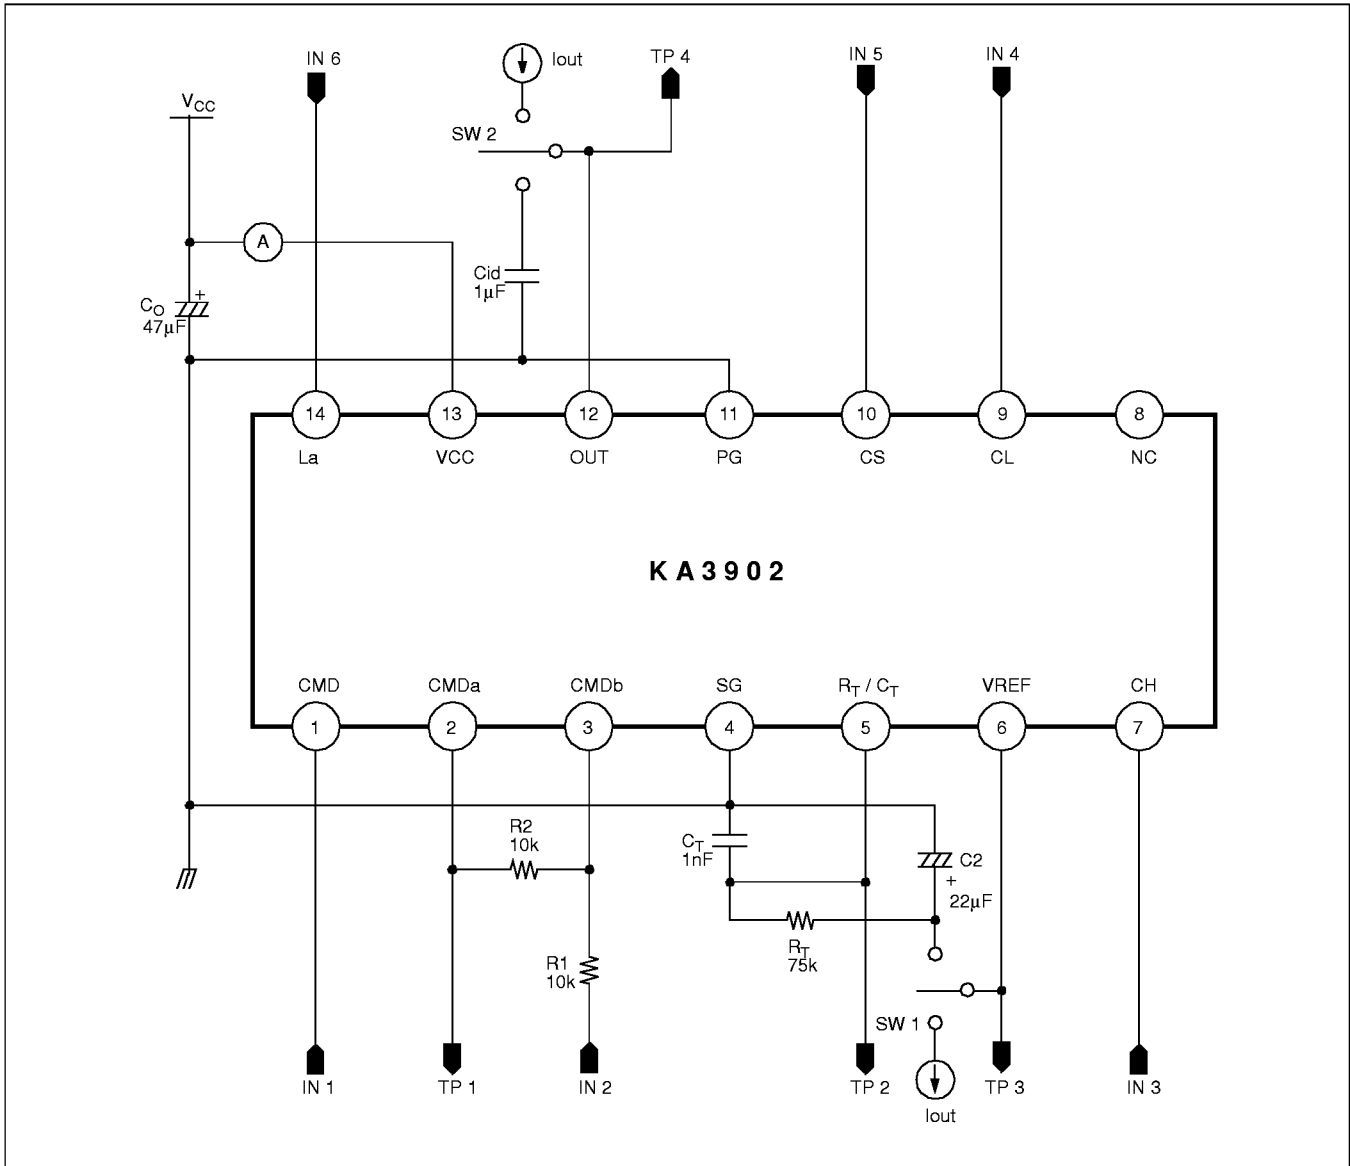 IN 6
Iout
TP 4
IN 5
IN 4
VCC
SW 2
A
Cid
1µF
CO
+
47µF
14
13
12
11
10
9
8
La
VCC
OUT
PG
CS
CL
NC
KA3902
CMD
CMDa
CMDb
SG
RT / CT
VREF
CH
1
2
3
4
5
6
7
R2
10k
CT
1nF
C2
+
22µF
RT
75k
R1
10k
SW 1
IN 1
TP 1
IN 2
TP 2
TP 3
IN 3
Iout